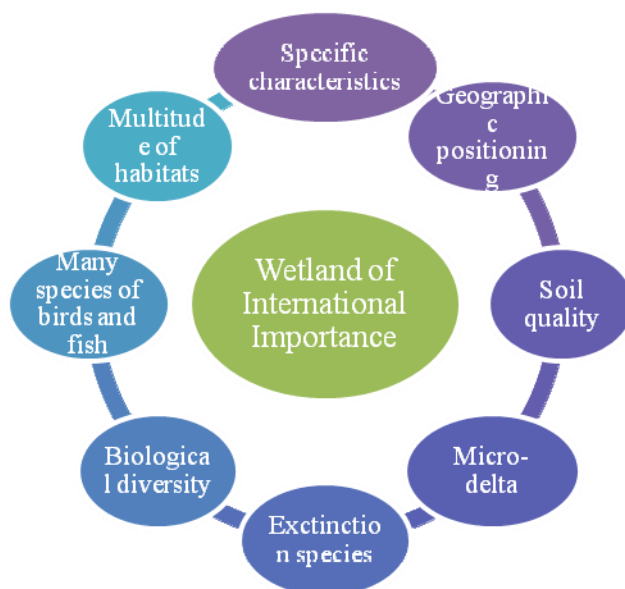 Specific
characteristics
Geographi
c
positionin
g
Soil
quality
Micro-
delta
Exctinctio
n species
Biologica
l diversity
Many
species of
birds and
fish
Multitud
e of
habitats
Wetland of
International
Importance